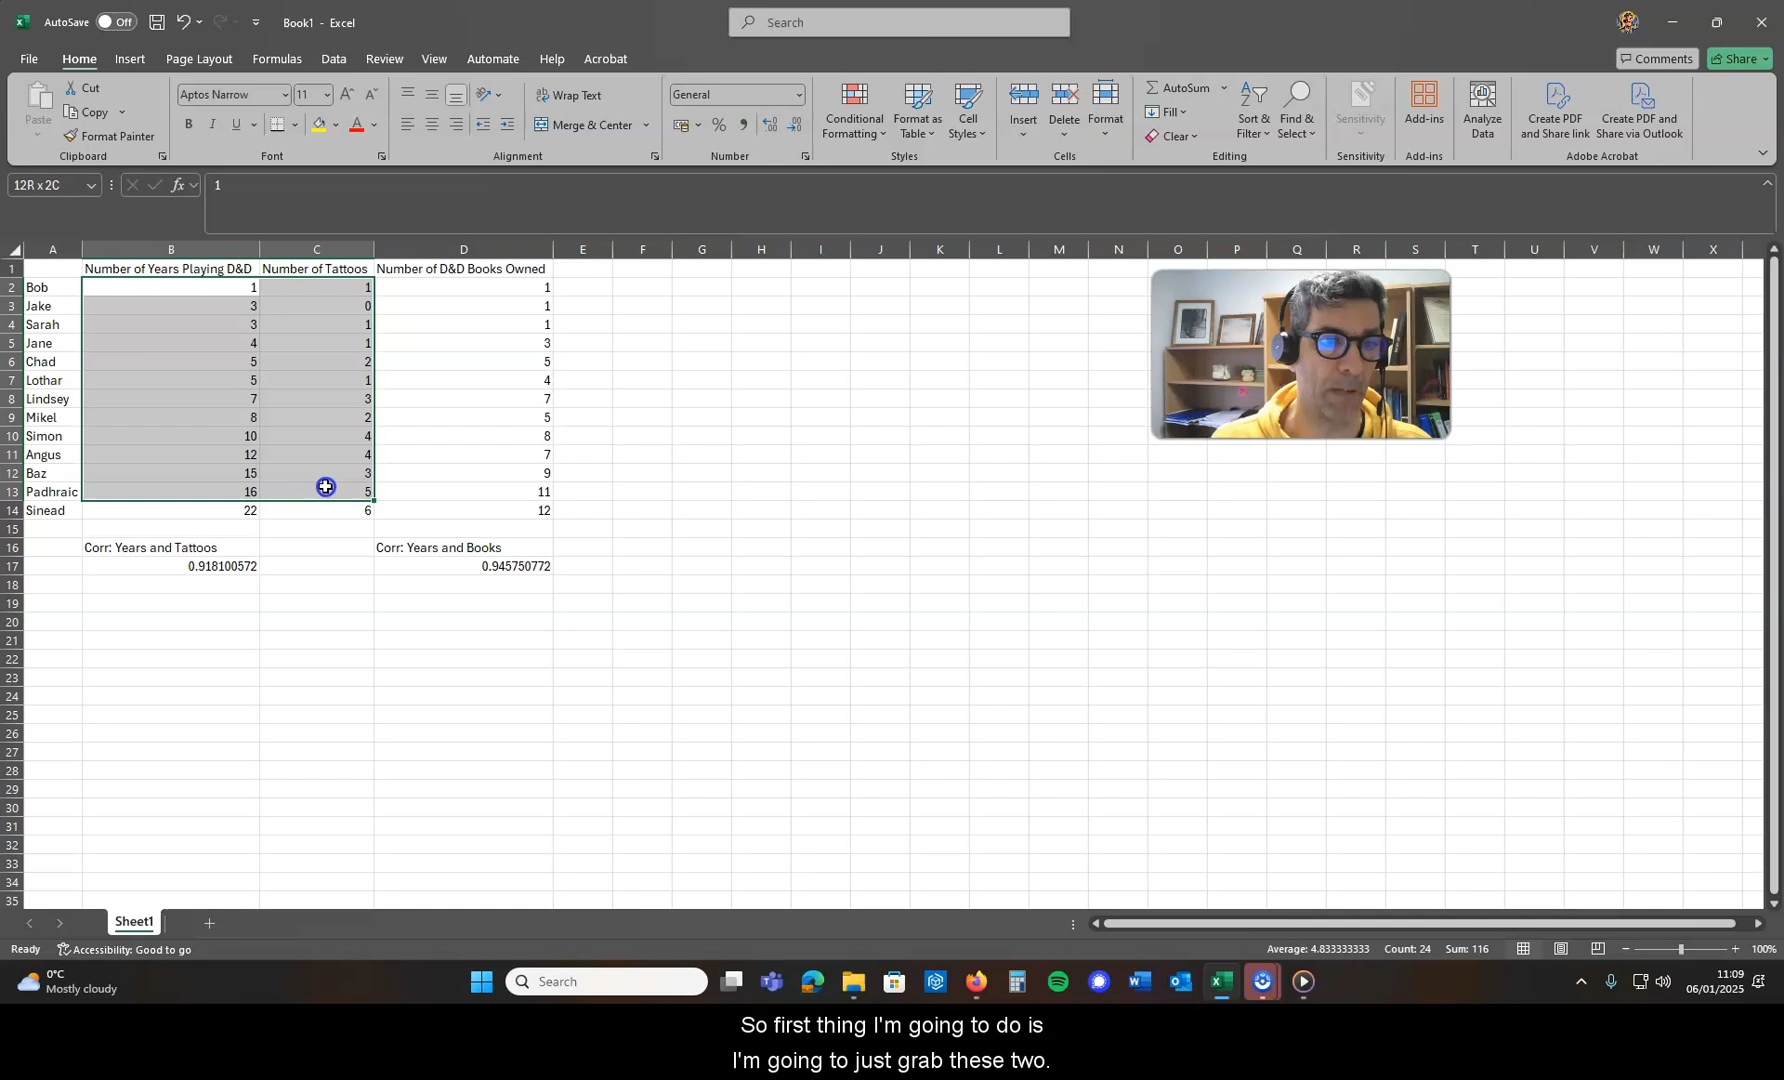 AutoSave Off Book1 - Excel Search
File Home Insert Page Layout Formulas Data Review View Automate Help Acrobat Comments Share
Paste Cut Copy Format Painter Clipboard
Aptos Narrow 11 B I U A Font
Wrap Text Merge & Center Alignment
General % Number
Conditional Formatting Format as Table Cell Styles Styles
Insert Delete Format Cells
AutoSum Fill Clear Sort & Filter Find & Select Editing
Sensitivity Sensitivity
Add-ins Add-ins
Analyze Data
Create PDF and Share link Create PDF and Share via Outlook Adobe Acrobat
12R x 2C fx 1
A B C D E F G H I J K L M N O P Q R S T U V W X
1 Number of Years Playing D&D Number of Tattoos Number of D&D Books Owned
2 Bob 1 1 1
3 Jake 3 0 1
4 Sarah 3 1 1
5 Jane 4 1 3
6 Chad 5 2 5
7 Lothar 5 1 4
8 Lindsey 7 3 7
9 Mikel 8 2 5
10 Simon 10 4 8
11 Angus 12 4 7
12 Baz 15 3 9
13 Padhraic 16 5 11
14 Sinead 22 6 12
15
16 Corr: Years and Tattoos Corr: Years and Books
17 0.918100572 0.945750772
18
19
20
21
22
23
24
25
26
27
28
29
30
31
32
33
34
35
Sheet1
Ready Accessibility: Good to go Average: 4.833333333 Count: 24 Sum: 116 100%
0°C
Mostly cloudy
Search
11:09
06/01/2025
So first thing I'm going to do is
I'm going to just grab these two.